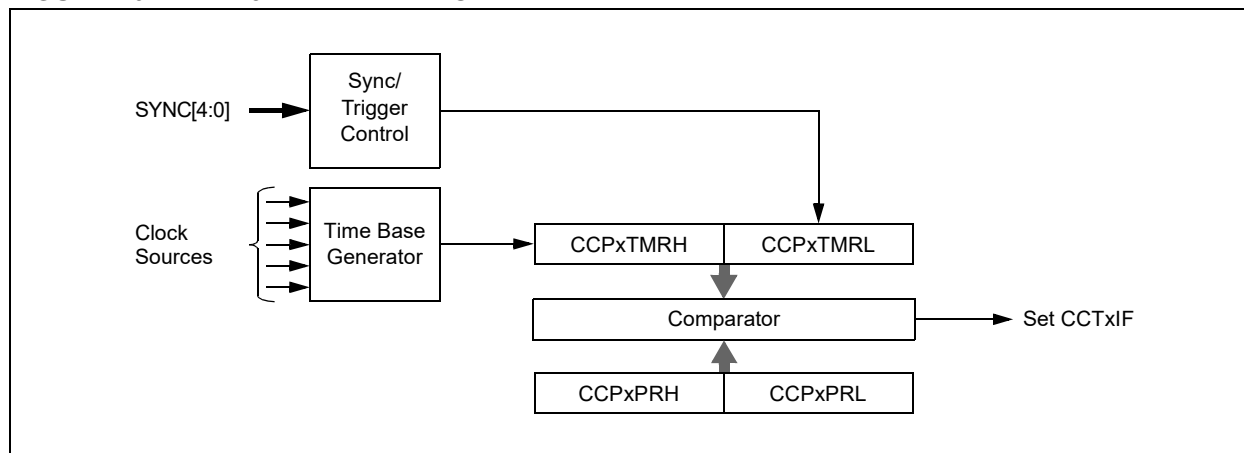 Sync/
Trigger
Control
SYNC[4:0]
Clock
Sources
Time Base
Generator
CCPxTMRH
CCPxTMRL
Comparator
Set CCTxIF
CCPxPRH
CCPxPRL